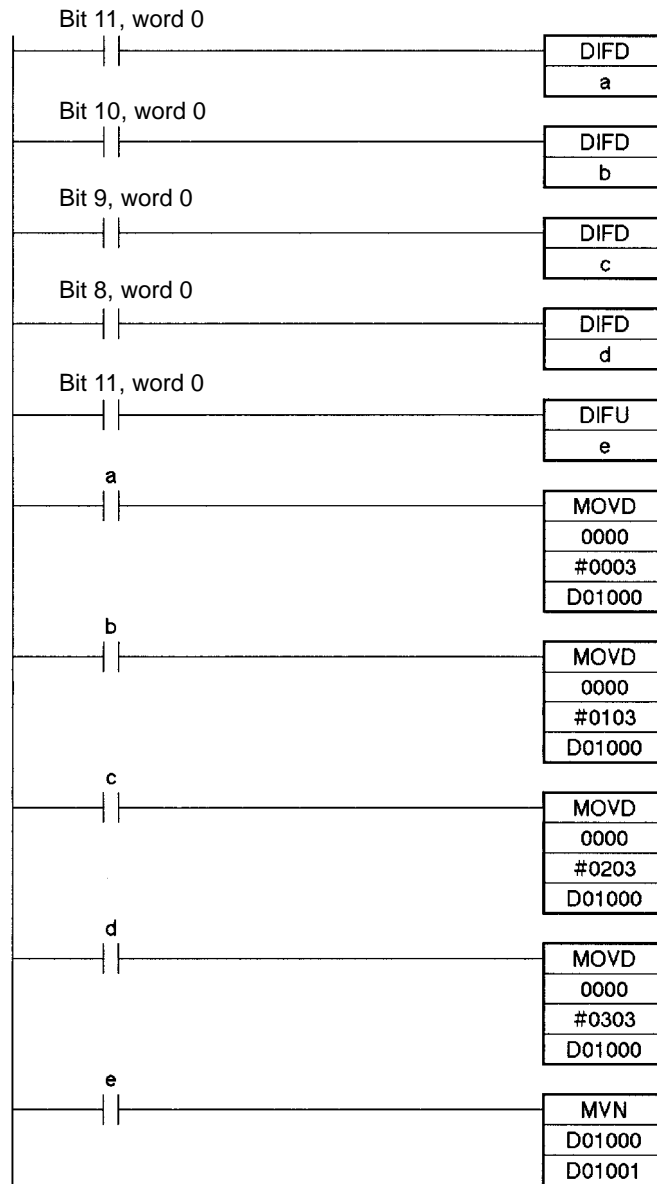 Bit 11, word 0
DIFD
a
Bit 10, word 0
DIFD
b
Bit 9, word 0
DIFD
c
Bit 8, word 0
DIFD
d
Bit 11, word 0
DIFU
e
a
MOVD
0000
#0003
D01000
b
MOVD
0000
#0103
D01000
c
MOVD
0000
#0203
D01000
d
MOVD
0000
#0303
D01000
e
MVN
D01000
D01001